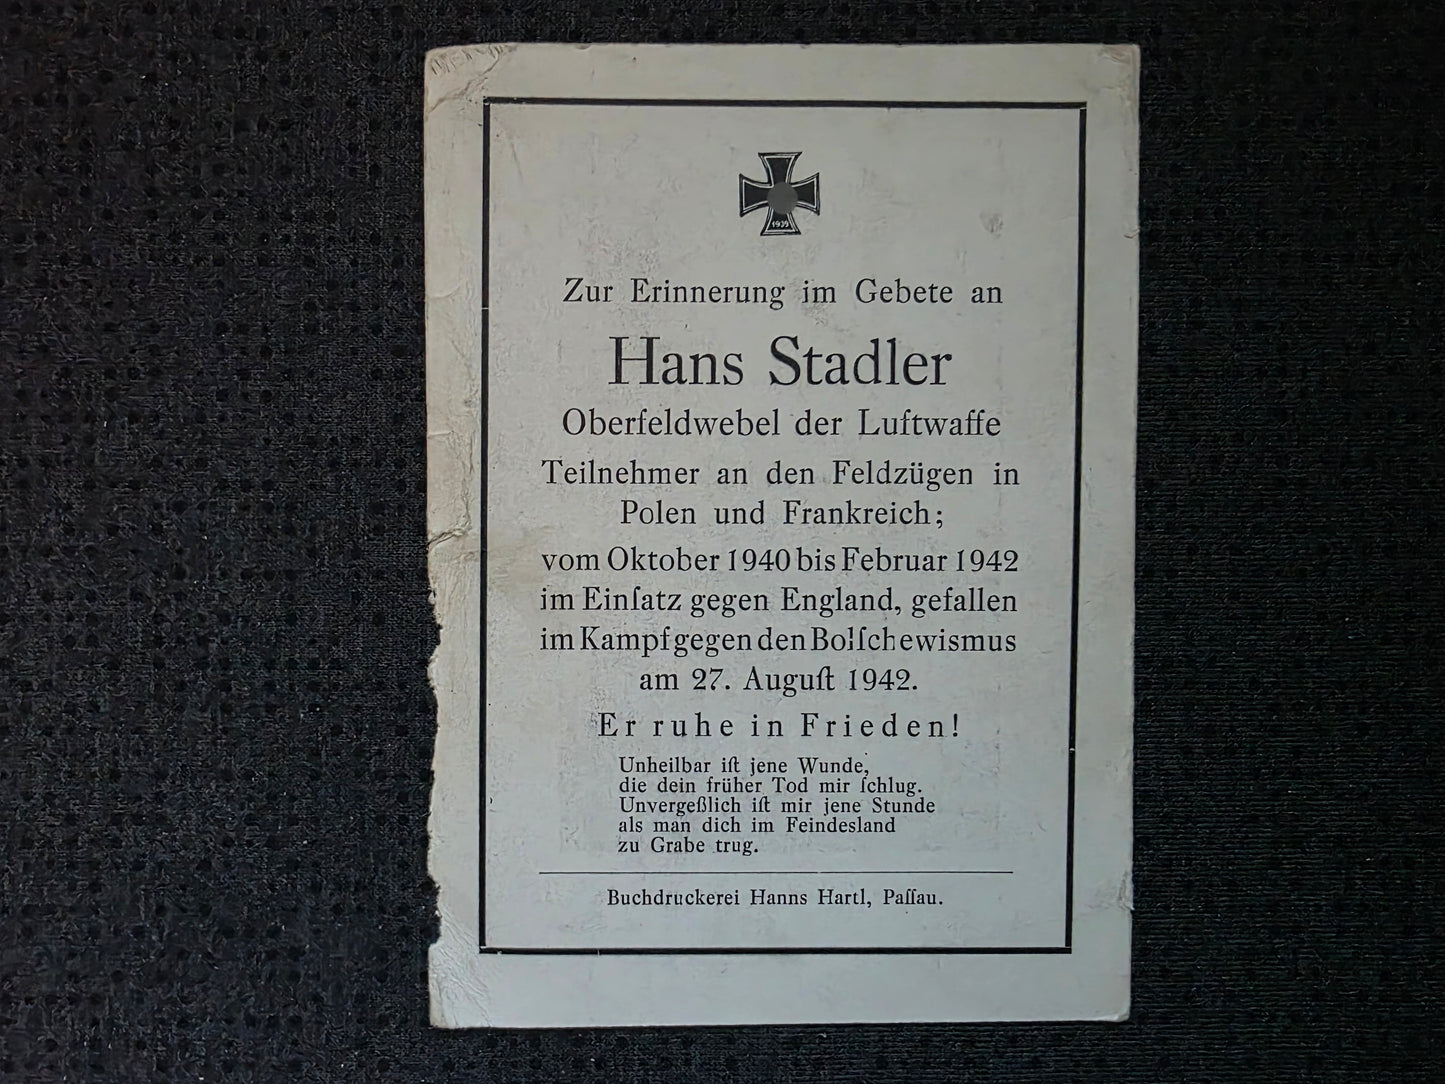 1939
Zur Erinnerung im Gebete an
Hans Stadler
Oberfeldwebel der Luftwaffe
Teilnehmer an den Feldzügen in
Polen und Frankreich;
vom Oktober 1940 bis Februar 1942
im Einſatz gegen England, gefallen
im Kampf gegen den Bolſchewismus
am 27. Auguſt 1942.
Er ruhe in Frieden!
Unheilbar iſt jene Wunde,
die dein früher Tod mir ſchlug.
Unvergeßlich iſt mir jene Stunde
als man dich im Feindesland
zu Grabe trug.
Buchdruckerei Hanns Hartl, Paſſau.